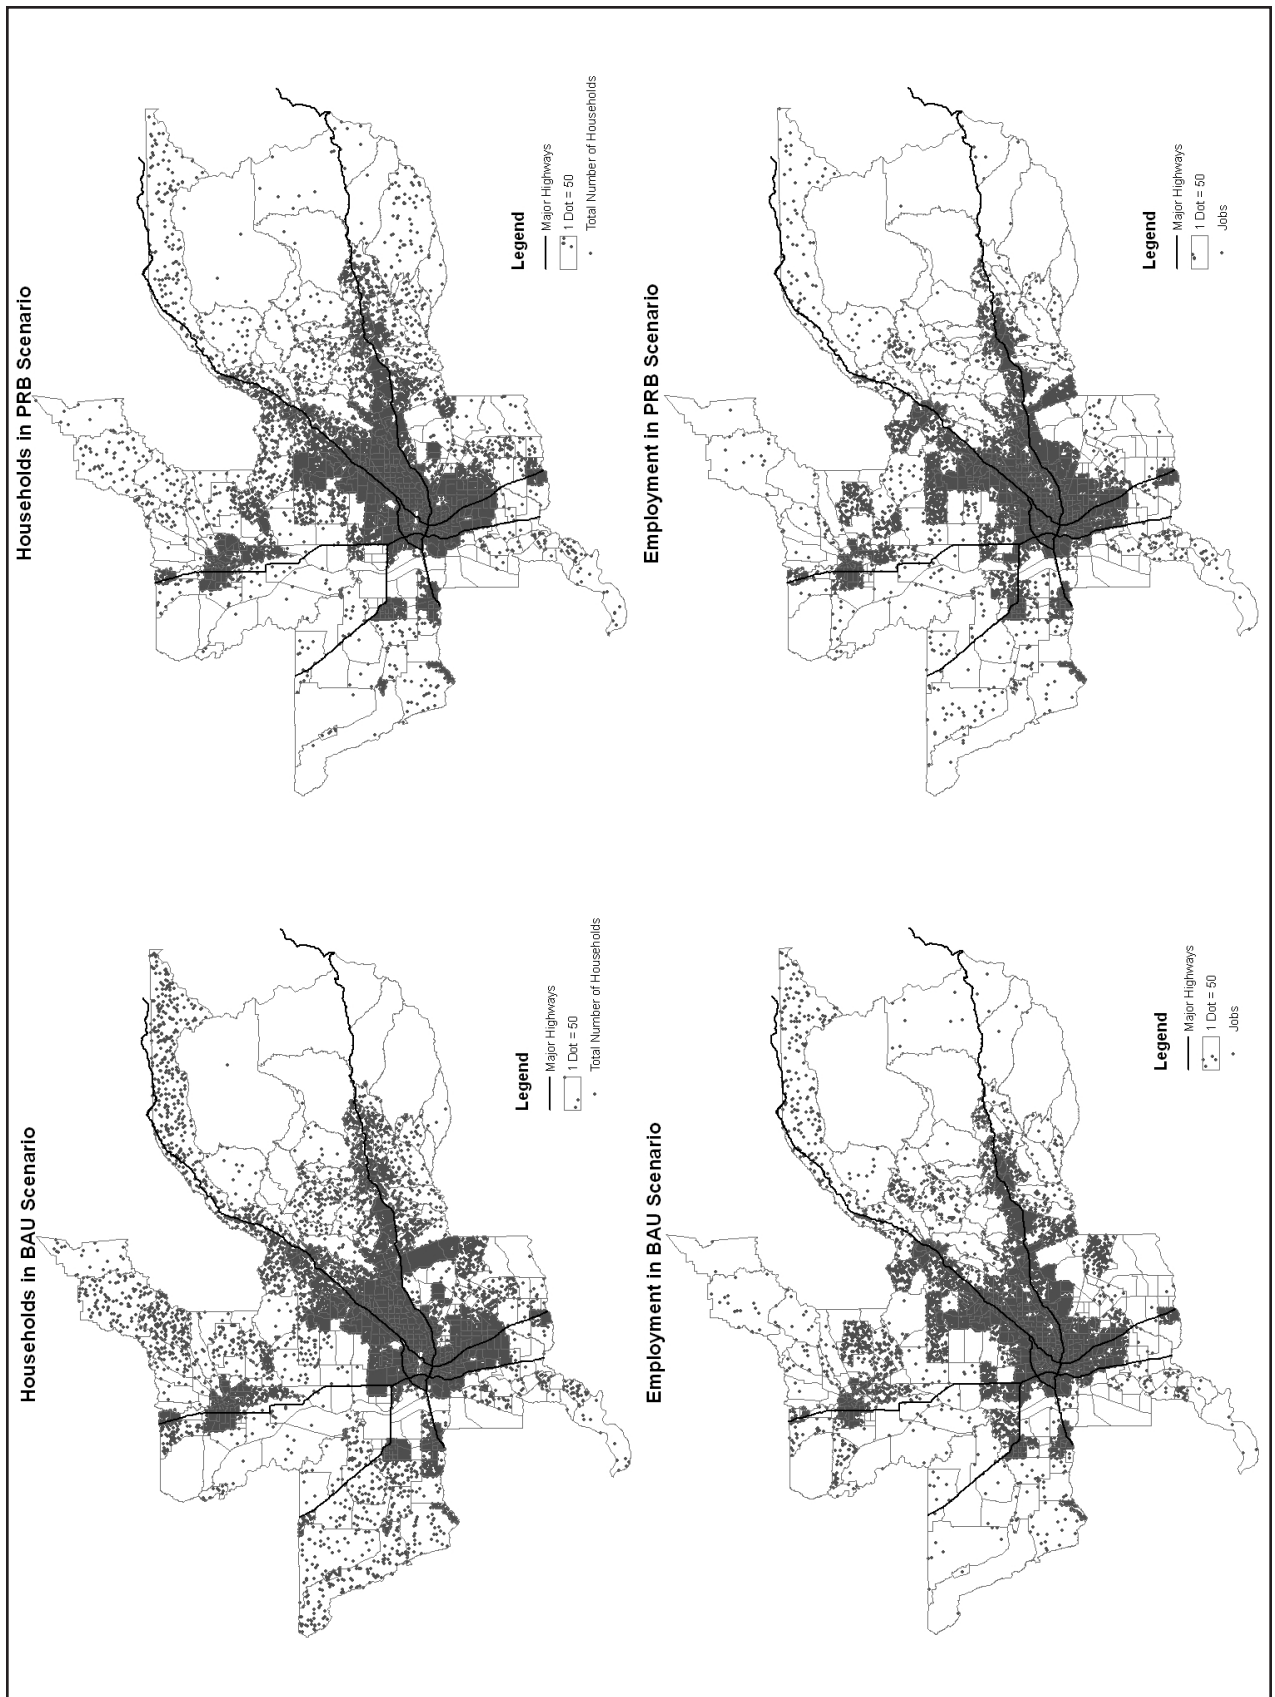 Households in BAU Scenario
Legend
Major Highways
1 Dot = 50
Total Number of Households
Households in PRB Scenario
Legend
Major Highways
1 Dot = 50
Total Number of Households
Employment in BAU Scenario
Legend
Major Highways
1 Dot = 50
Jobs
Employment in PRB Scenario
Legend
Major Highways
1 Dot = 50
Jobs